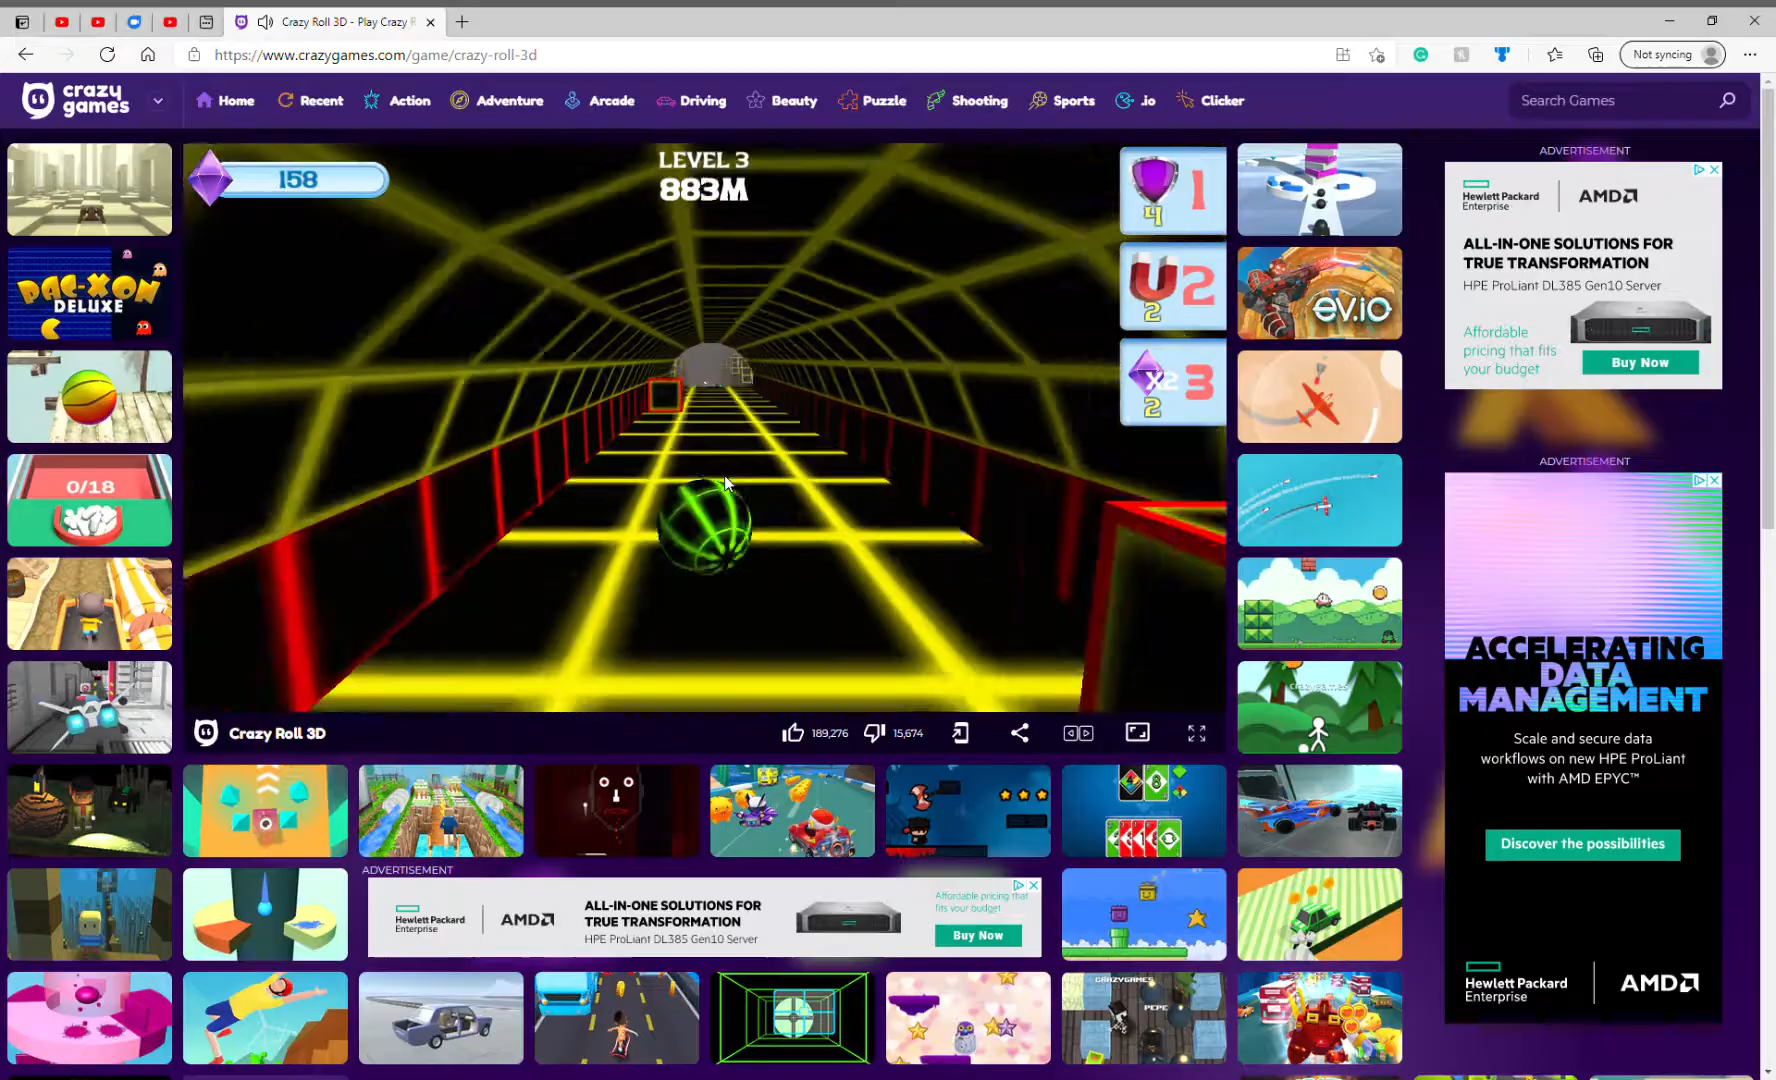 Crazy Roll 3D - Play Crazy R
https://www.crazygames.com/game/crazy-roll-3d
Not syncing
crazy
games
Home
Recent
Action
Adventure
Arcade
Driving
Beauty
Puzzle
Shooting
Sports
.io
Clicker
Search Games
158
LEVEL 3
883M
1
4
2
2
X2
3
2
PAC-XON
DELUXE
0/18
ev.io
Crazygames
ADVERTISEMENT
Hewlett Packard
Enterprise
AMD
ALL-IN-ONE SOLUTIONS FOR
TRUE TRANSFORMATION
HPE ProLiant DL385 Gen10 Server
Affordable
pricing that fits
your budget
Buy Now
ADVERTISEMENT
ACCELERATING
DATA
MANAGEMENT
Scale and secure data
workflows on new HPE ProLiant
with AMD EPYC™
Discover the possibilities
Hewlett Packard
Enterprise
AMD
Crazy Roll 3D
189,276
15,674
8
ADVERTISEMENT
Hewlett Packard
Enterprise
AMD
ALL-IN-ONE SOLUTIONS FOR
TRUE TRANSFORMATION
HPE ProLiant DL385 Gen10 Server
Affordable pricing that
fits your budget
Buy Now
CRAZYGAMES
PEPE